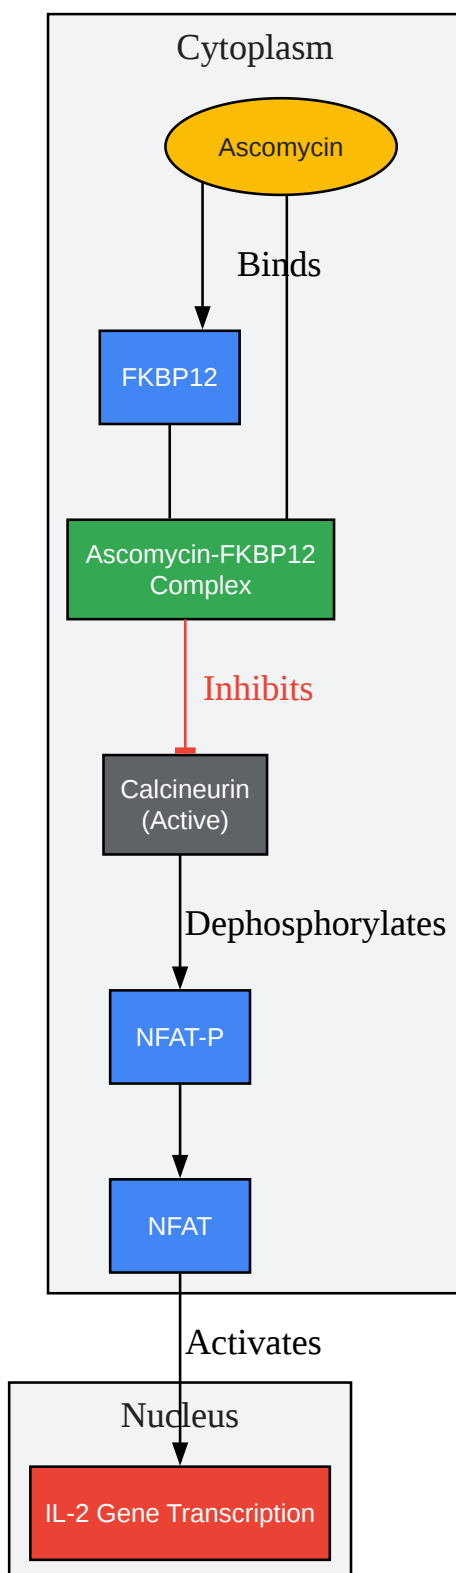 Cytoplasm
Ascomycin
Binds
FKBP12
Ascomycin-FKBP12
Complex
Inhibits
Calcineurin
(Active)
Dephosphorylates
NFAT-P
NFAT
Activates
Nucleus
IL-2 Gene Transcription